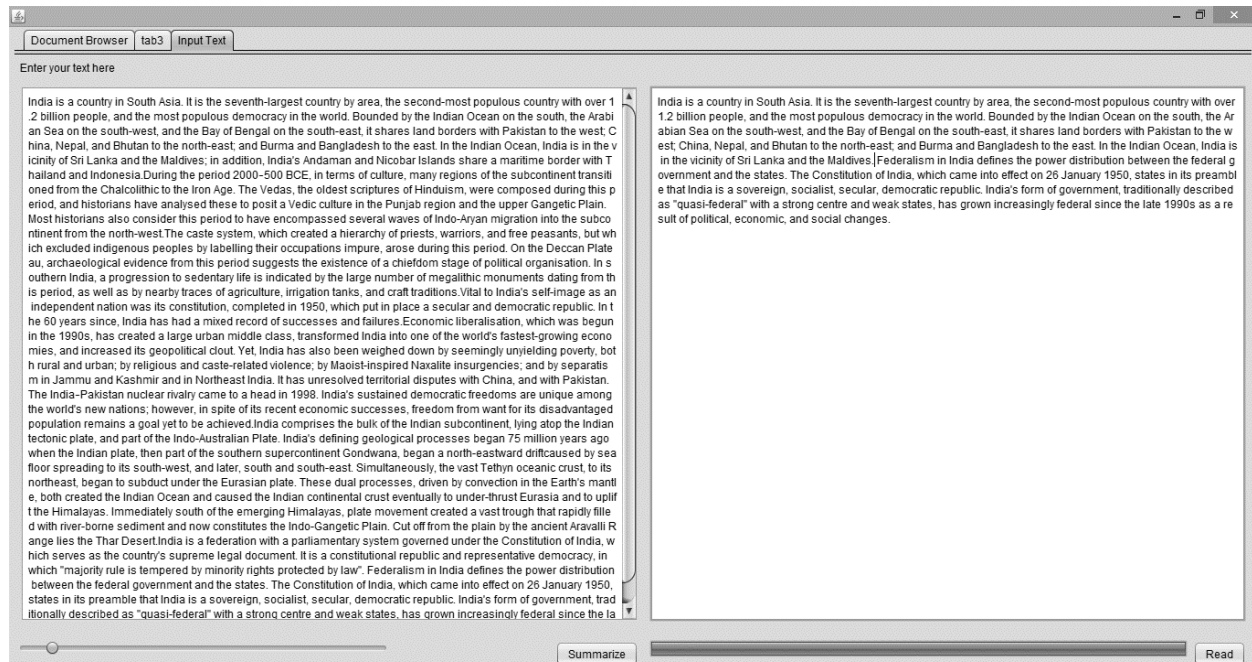 Document Browser
tab3
Input Text
Enter your text here
India is a country in South Asia. It is the seventh-largest country by area, the second-most populous country with over 1
.2 billion people, and the most populous democracy in the world. Bounded by the Indian Ocean on the south, the Arabi
an Sea on the south-west, and the Bay of Bengal on the south-east, it shares land borders with Pakistan to the west; C
hina, Nepal, and Bhutan to the north-east; and Burma and Bangladesh to the east. In the Indian Ocean, India is in the v
icinity of Sri Lanka and the Maldives; in addition, India's Andaman and Nicobar Islands share a maritime border with T
hailand and Indonesia.During the period 2000-500 BCE, in terms of culture, many regions of the subcontinent transiti
oned from the Chalcolithic to the Iron Age. The Vedas, the oldest scriptures of Hinduism, were composed during this p
eriod, and historians have analysed these to posit a Vedic culture in the Punjab region and the upper Gangetic Plain.
Most historians also consider this period to have encompassed several waves of Indo-Aryan migration into the subco
ntinent from the north-west.The caste system, which created a hierarchy of priests, warriors, and free peasants, but wh
ich excluded indigenous peoples by labelling their occupations impure, arose during this period. On the Deccan Plate
au, archaeological evidence from this period suggests the existence of a chiefdom stage of political organisation. In s
outhern India, a progression to sedentary life is indicated by the large number of megalithic monuments dating from th
is period, as well as by nearby traces of agriculture, irrigation tanks, and craft traditions.Vital to India's self-image as an
independent nation was its constitution, completed in 1950, which put in place a secular and democratic republic. In t
he 60 years since, India has had a mixed record of successes and failures.Economic liberalisation, which was begun
in the 1990s, has created a large urban middle class, transformed India into one of the world's fastest-growing econo
mies, and increased its geopolitical clout. Yet, India has also been weighed down by seemingly unyielding poverty, bot
h rural and urban; by religious and caste-related violence; by Maoist-inspired Naxalite insurgencies; and by separatis
m in Jammu and Kashmir and in Northeast India. It has unresolved territorial disputes with China, and with Pakistan.
The India-Pakistan nuclear rivalry came to a head in 1998. India's sustained democratic freedoms are unique among
the world's new nations; however, in spite of its recent economic successes, freedom from want for its disadvantaged
population remains a goal yet to be achieved.India comprises the bulk of the Indian subcontinent, lying atop the Indian
tectonic plate, and part of the Indo-Australian Plate. India's defining geological processes began 75 million years ago
when the Indian plate, then part of the southern supercontinent Gondwana, began a north-eastward driftcaused by sea
floor spreading to its south-west, and later, south and south-east. Simultaneously, the vast Tethyn oceanic crust, to its
northeast, began to subduct under the Eurasian plate. These dual processes, driven by convection in the Earth's mantl
e, both created the Indian Ocean and caused the Indian continental crust eventually to under-thrust Eurasia and to uplif
t the Himalayas. Immediately south of the emerging Himalayas, plate movement created a vast trough that rapidly fille
d with river-borne sediment and now constitutes the Indo-Gangetic Plain. Cut off from the plain by the ancient Aravalli R
ange lies the Thar Desert.India is a federation with a parliamentary system governed under the Constitution of India, w
hich serves as the country's supreme legal document. It is a constitutional republic and representative democracy, in
which "majority rule is tempered by minority rights protected by law". Federalism in India defines the power distribution
between the federal government and the states. The Constitution of India, which came into effect on 26 January 1950,
states in its preamble that India is a sovereign, socialist, secular, democratic republic. India's form of government, trad
itionally described as "quasi-federal" with a strong centre and weak states, has grown increasingly federal since the la
India is a country in South Asia. It is the seventh-largest country by area, the second-most populous country with over
1.2 billion people, and the most populous democracy in the world. Bounded by the Indian Ocean on the south, the Ar
abian Sea on the south-west, and the Bay of Bengal on the south-east, it shares land borders with Pakistan to the w
est; China, Nepal, and Bhutan to the north-east; and Burma and Bangladesh to the east. In the Indian Ocean, India is
in the vicinity of Sri Lanka and the Maldives. Federalism in India defines the power distribution between the federal g
overnment and the states. The Constitution of India, which came into effect on 26 January 1950, states in its preambl
e that India is a sovereign, socialist, secular, democratic republic. India's form of government, traditionally described
as "quasi-federal" with a strong centre and weak states, has grown increasingly federal since the late 1990s as a re
sult of political, economic, and social changes.
Summarize
Read